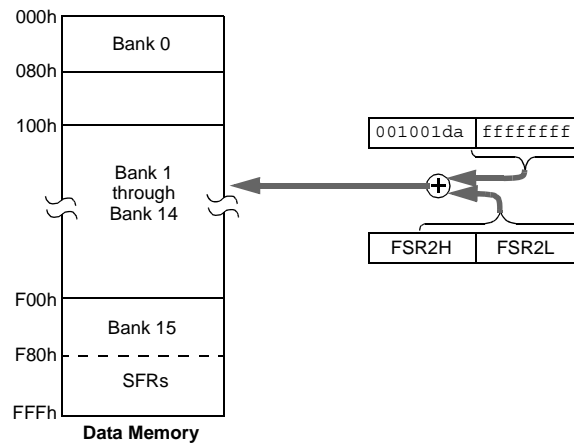 000h
Bank 0
080h
100h
001001da ffffffff
Bank 1
through
Bank 14
FSR2H FSR2L
F00h
Bank 15
F80h
SFRs
FFFh
Data Memory